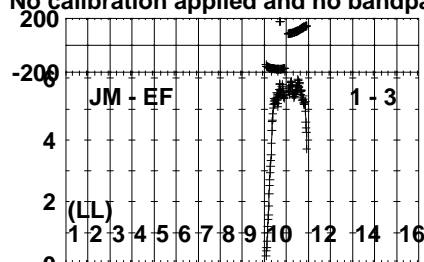 No calibration applied and no bandpa
200
-200
6
JM - EF 1 - 3
4
2
(LL)
1 2 3 4 5 6 7 8 9 10 12 14 16
0